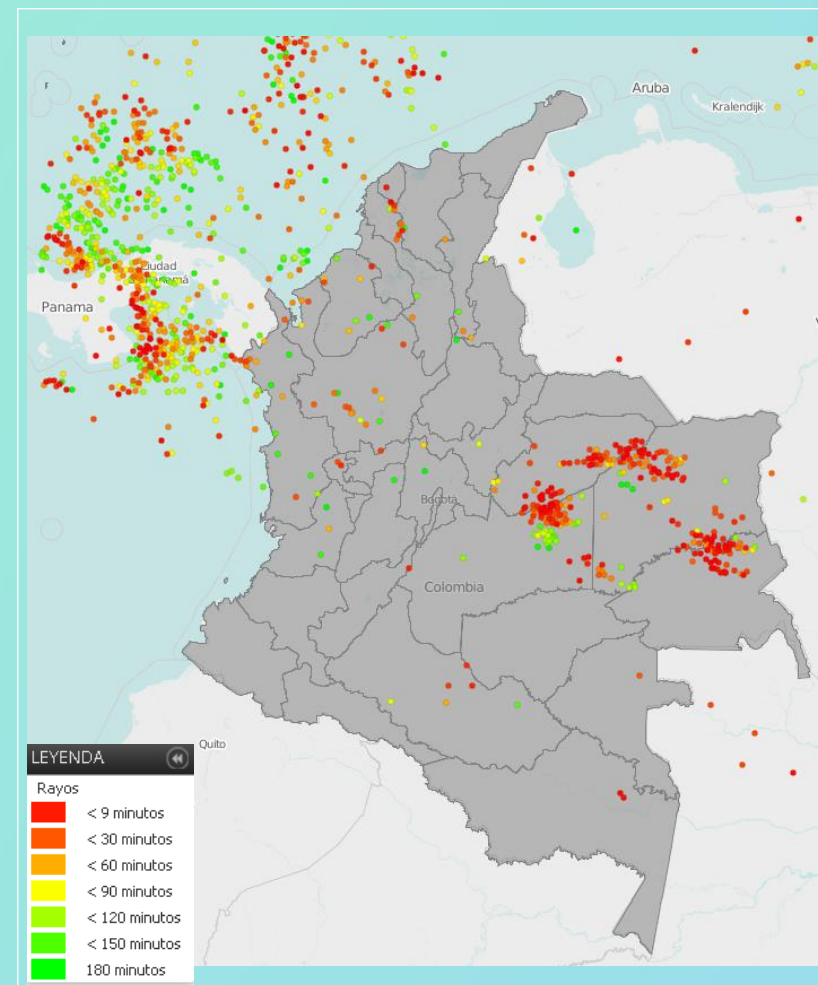 Aruba
Kralendijk
Ciudad
Panamá
Panama
Bogotá
Colombia
Quito
LEYENDA
Rayos
< 9 minutos
< 30 minutos
< 60 minutos
< 90 minutos
< 120 minutos
< 150 minutos
180 minutos